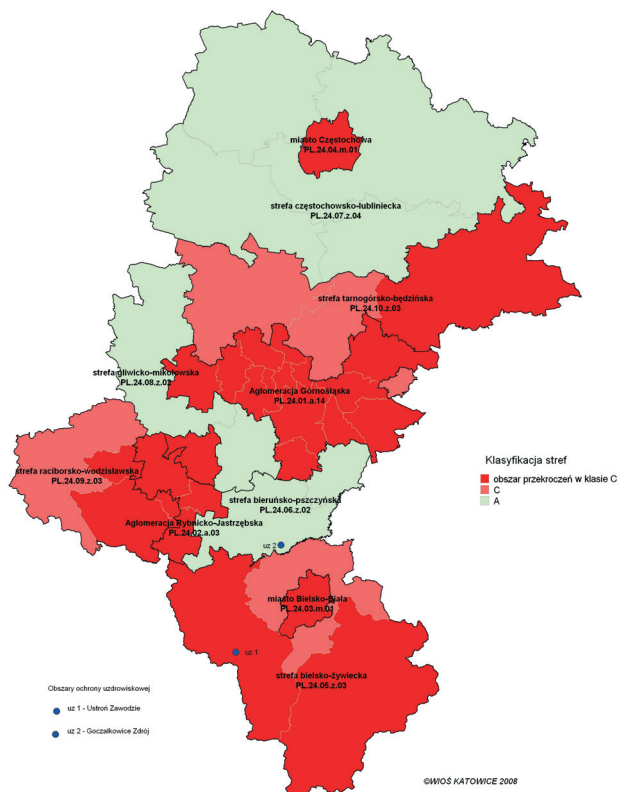 miasto Częstochowa
PL.24.04.m.01
strefa częstochowsko-lubliniecka
PL.24.07.z.04
strefa tarnogórsko-będzińska
PL.24.10.z.03
strefa gliwicko-mikołowska
PL.24.08.z.02
Aglomeracja Górnośląska
PL.24.01.a.14
Klasyfikacja stref
obszar przekroczeń w klasie C
C
A
strefa raciborsko-wodzisławska
PL.24.09.z.03
strefa bieruńsko-pszczyńska
PL.24.06.z.02
Aglomeracja Rybnicko-Jastrzębska
PL.24.02.a.03
uz 2
miasto Bielsko-Biała
PL.24.03.m.01
uz 1
strefa bielsko-żywiecka
PL.24.05.z.03
Obszary ochrony uzdrowiskowej
uz 1 - Ustroń Zawodzie
uz 2 - Goczałkowice Zdrój
©WIOŚ KATOWICE 2008